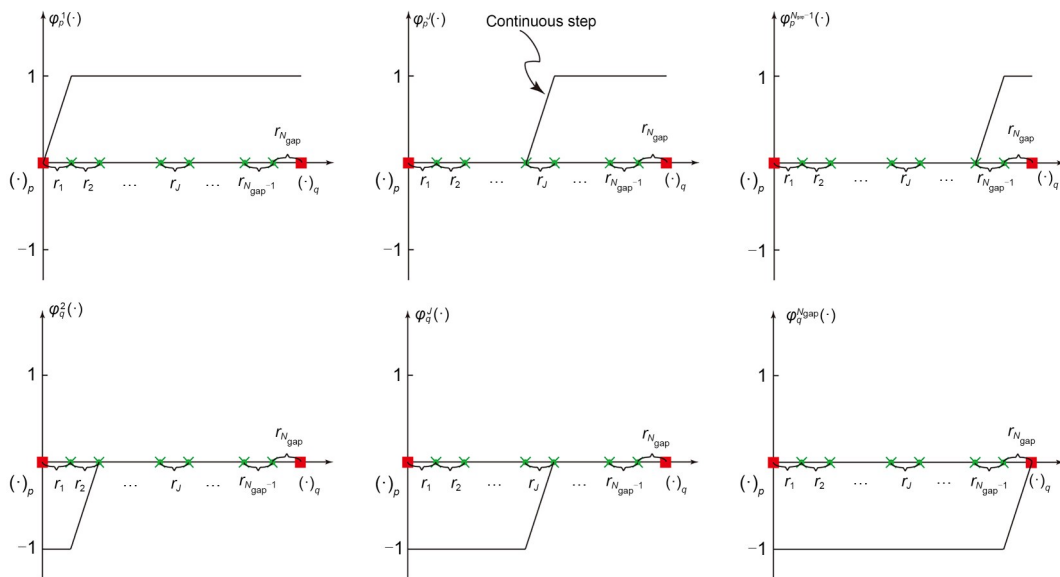 φ_p^1(·)
1
r_{N_gap}
(·)_p r_1 r_2 ... r_J ... r_{N_gap−1} (·)_q
−1
φ_p^J(·)
Continuous step
1
r_{N_gap}
(·)_p r_1 r_2 ... r_J ... r_{N_gap−1} (·)_q
−1
φ_p^{N_gap−1}(·)
1
r_{N_gap}
(·)_p r_1 r_2 ... r_J ... r_{N_gap−1} (·)_q
−1
φ_q^2(·)
1
r_{N_gap}
(·)_p r_1 r_2 ... r_J ... r_{N_gap−1} (·)_q
−1
φ_q^J(·)
1
r_{N_gap}
(·)_p r_1 r_2 ... r_J ... r_{N_gap−1} (·)_q
−1
φ_q^{N_gap}(·)
1
r_{N_gap}
(·)_p r_1 r_2 ... r_J ... r_{N_gap−1} (·)_q
−1